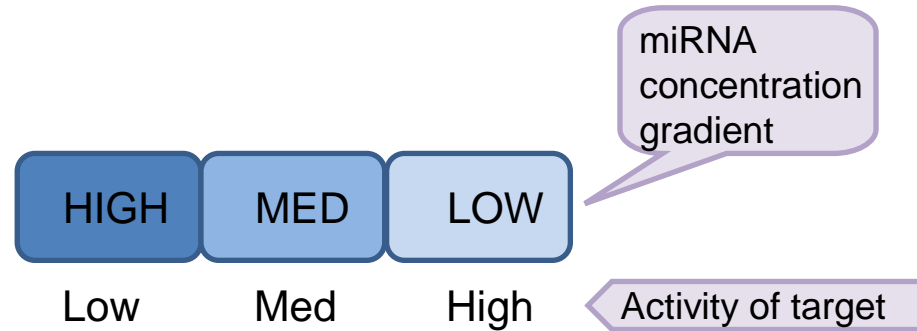 miRNA
concentration
gradient
HIGH MED LOW
Low Med High
Activity of target